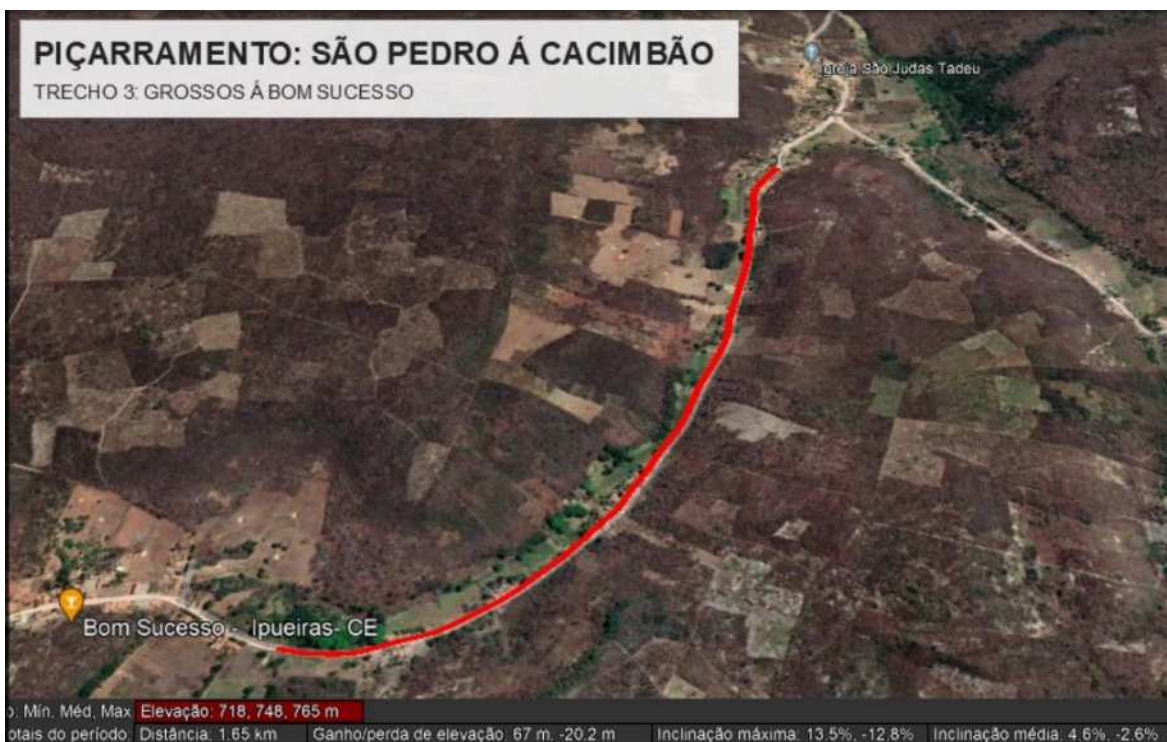 PIÇARRAMENTO: SÃO PEDRO Á CACIMBÃO
TRECHO 3: GROSSOS Á BOM SUCESSO
Igreja São Judas Tadeu
Bom Sucesso - Ipueiras- CE
o: Mín, Méd, Máx Elevação: 718, 748, 765 m
otais do período: Distância: 1,65 km Ganho/perda de elevação: 67 m, -20,2 m Inclinação máxima: 13,5%, -12,8% Inclinação média: 4,6%, -2,6%